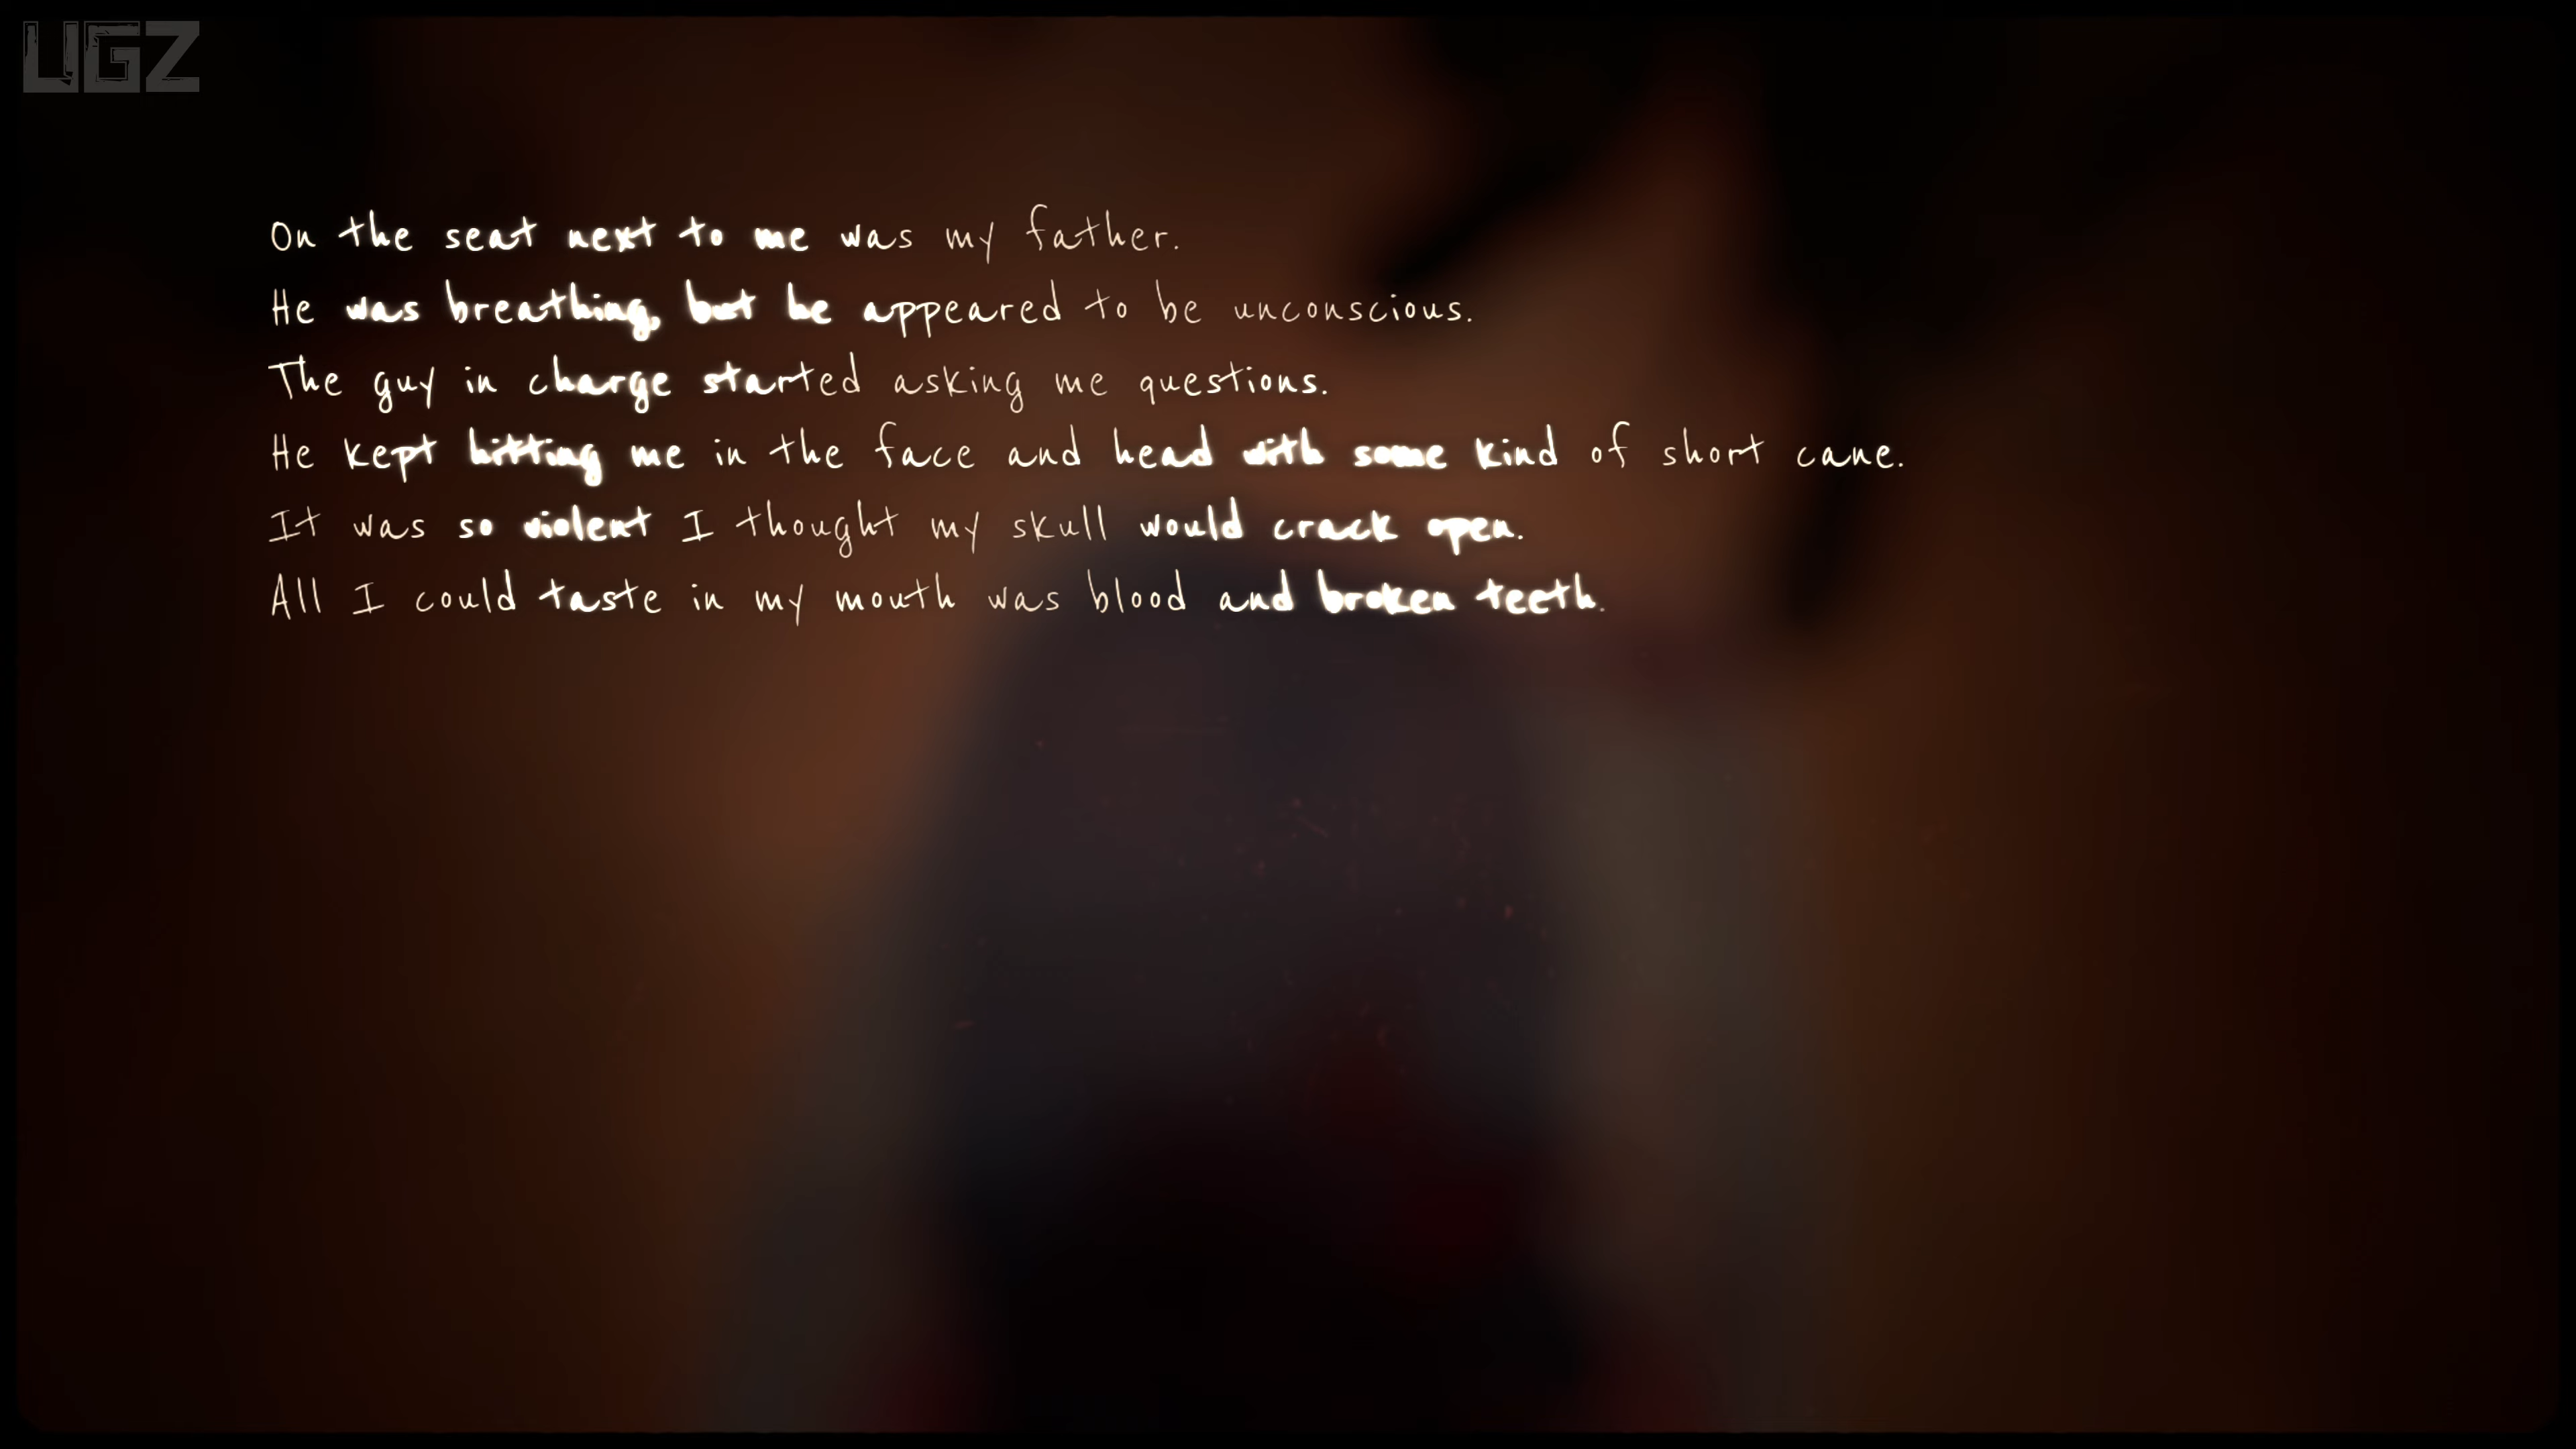 UGZ
On the seat next to me was my father.
He was breathing, but he appeared to be unconscious.
The guy in charge started asking me questions.
He kept hitting me in the face and head with some kind of short cane.
It was so violent I thought my skull would crack open.
All I could taste in my mouth was blood and broken teeth.